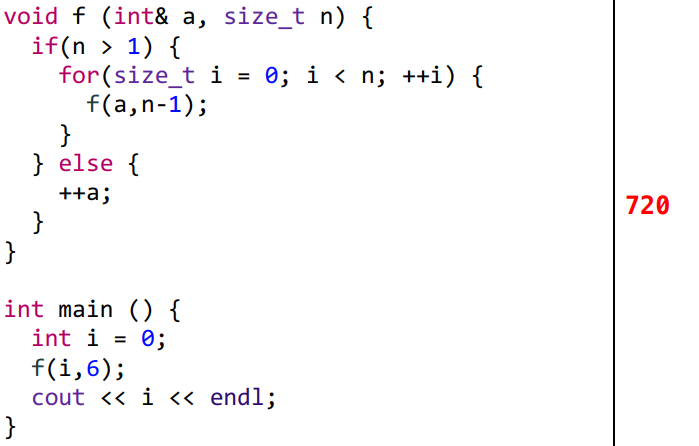 void f (int& a, size_t n) {
  if(n > 1) {
    for(size_t i = 0; i < n; ++i) {
      f(a,n-1);
    }
  } else {
    ++a;
  }
}

int main () {
  int i = 0;
  f(i,6);
  cout << i << endl;
}
720